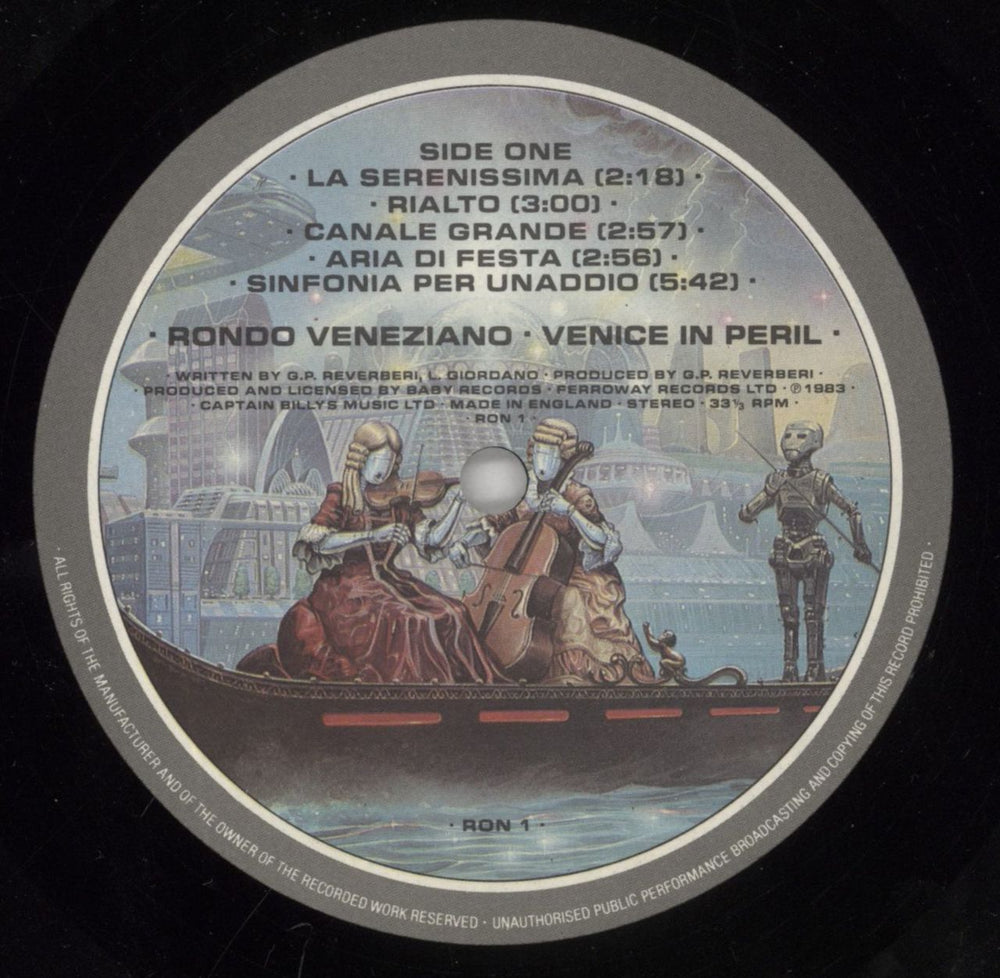 SIDE ONE
· LA SERENISSIMA (2:18) ·
· RIALTO (3:00) ·
· CANALE GRANDE (2:57) ·
· ARIA DI FESTA (2:56) ·
· SINFONIA PER UNADDIO (5:42) ·
· RONDO VENEZIANO · VENICE IN PERIL ·
· WRITTEN BY G.P. REVERBERI, L. GIORDANO · PRODUCED BY G.P. REVERBERI ·
· PRODUCED AND LICENSED BY BABY RECORDS · FERROWAY RECORDS LTD · ℗ 1983 ·
· CAPTAIN BILLYS MUSIC LTD · MADE IN ENGLAND · STEREO · 33⅓ RPM ·
· RON 1 ·
· RON 1 ·
· ALL RIGHTS OF THE MANUFACTURER AND OF THE OWNER OF THE RECORDED WORK RESERVED · UNAUTHORISED PUBLIC PERFORMANCE BROADCASTING AND COPYING OF THIS RECORD PROHIBITED ·